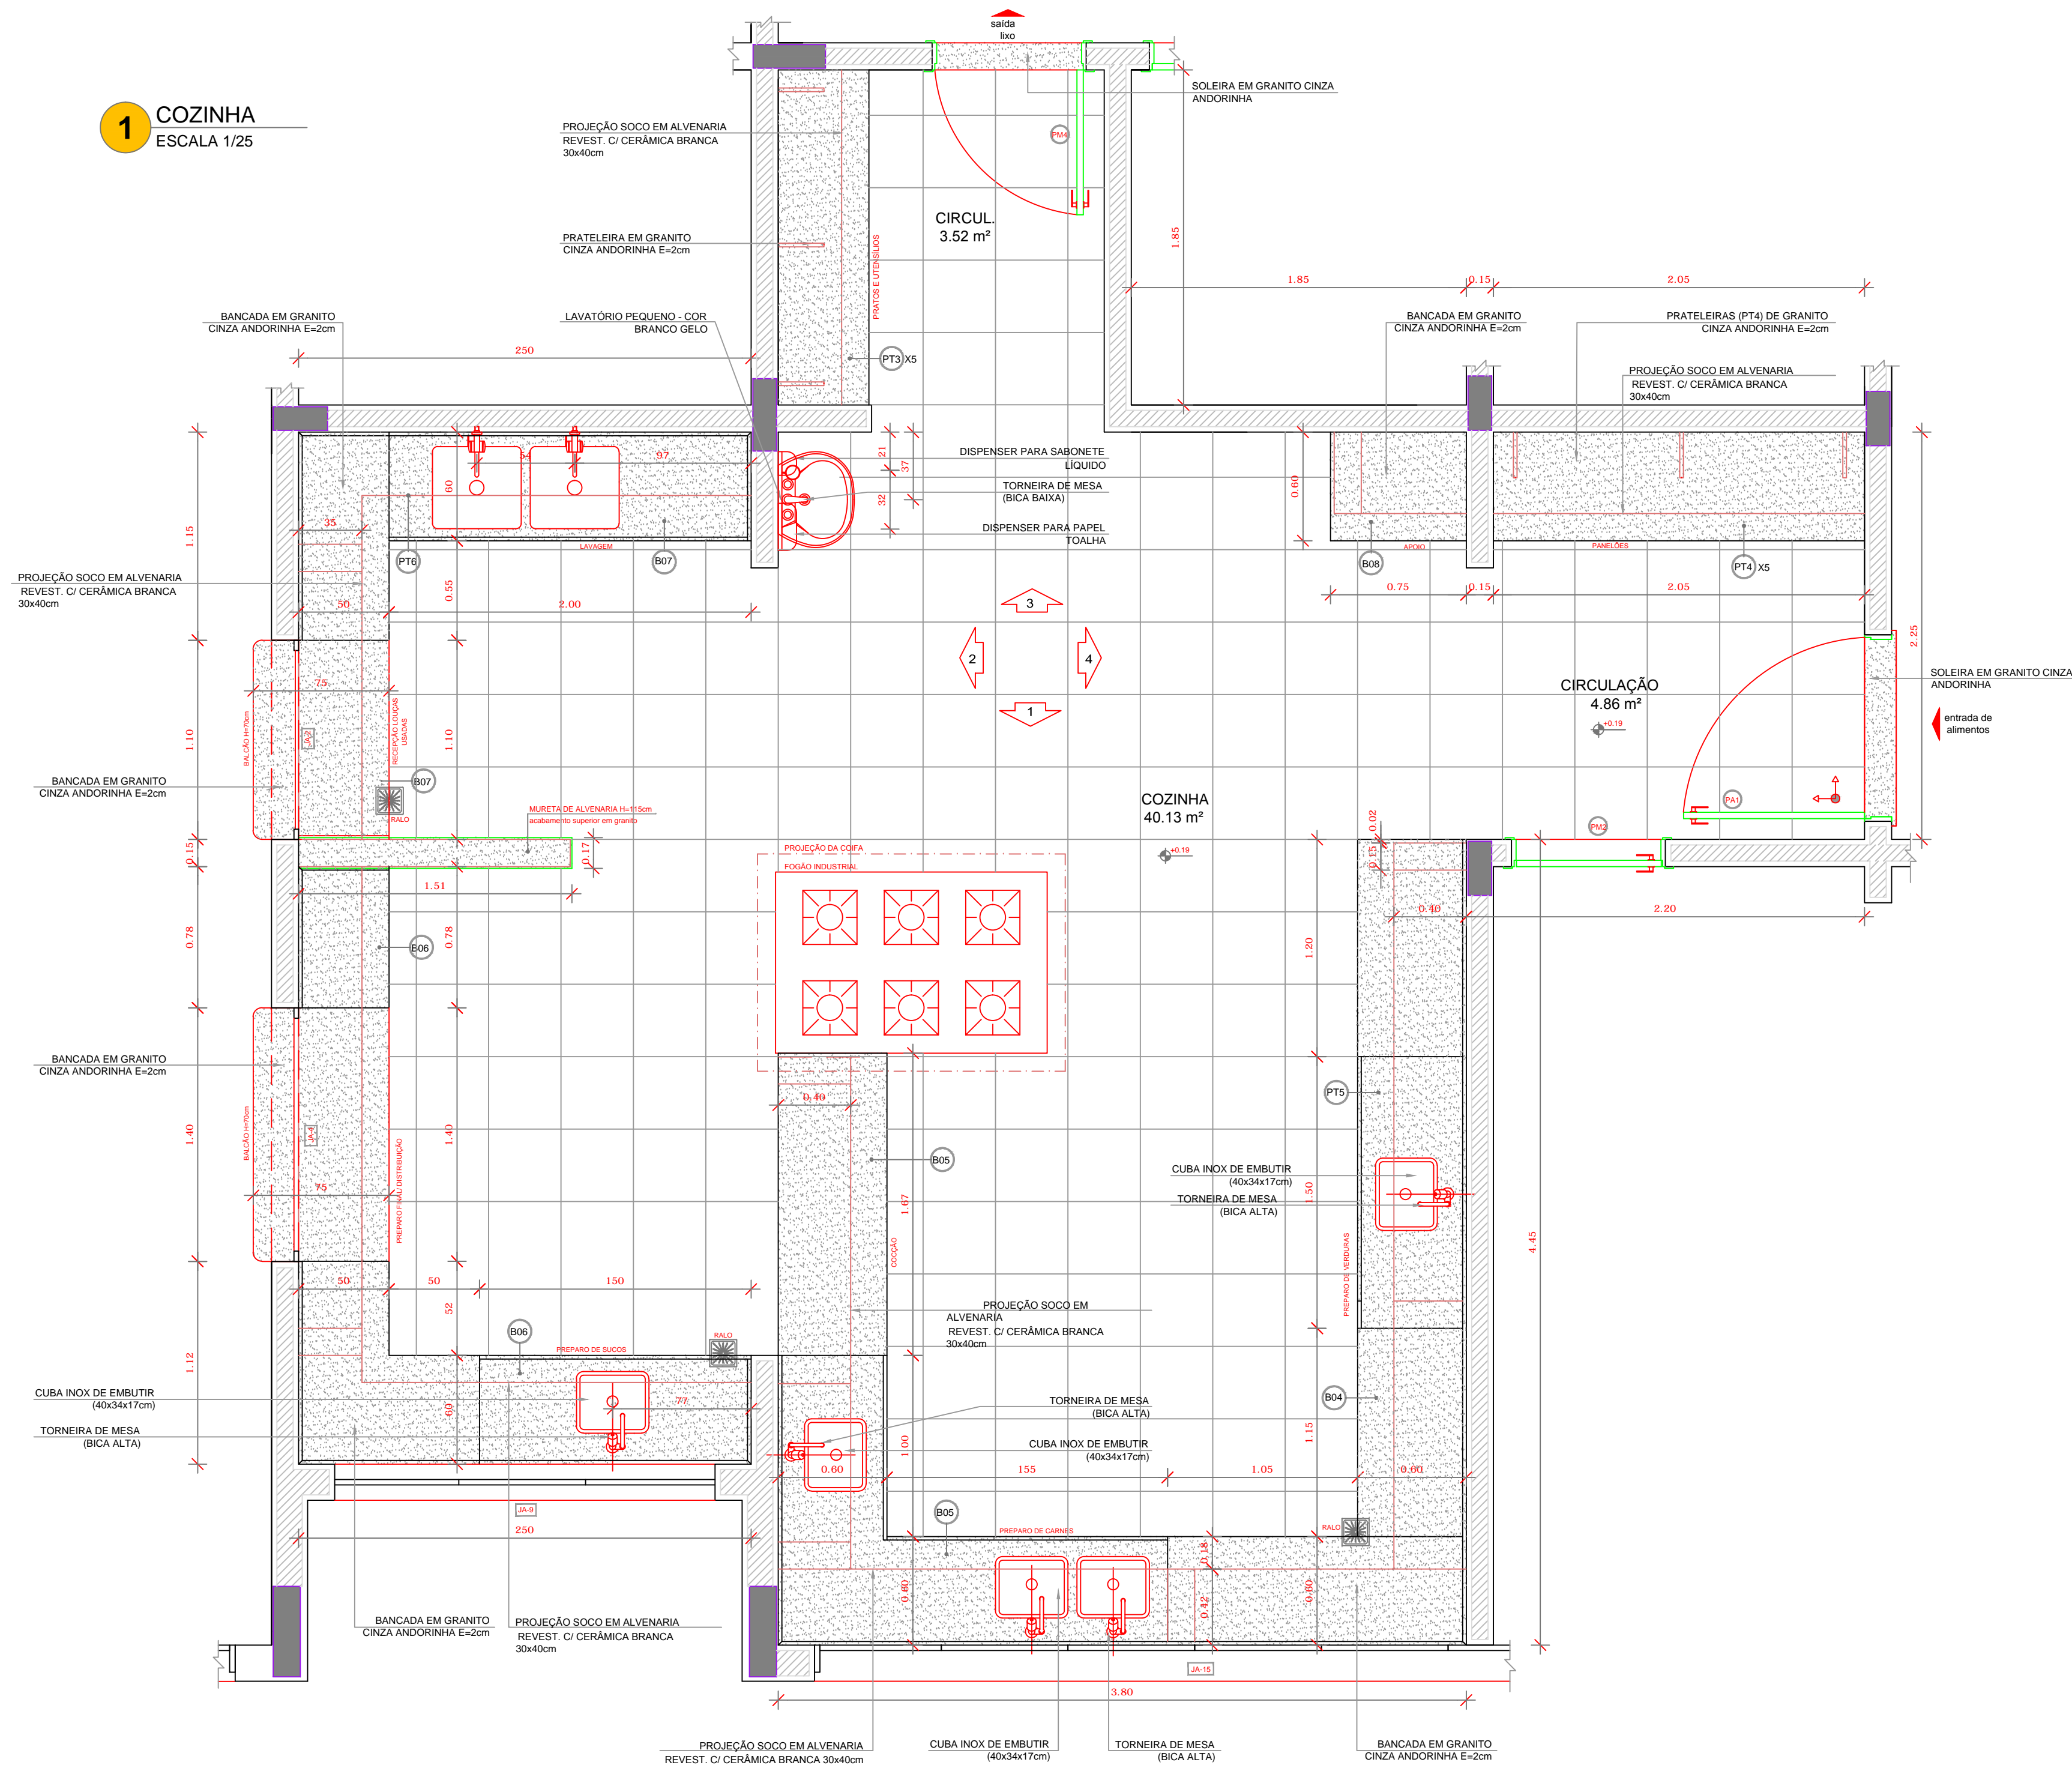 saída
lixo
1
COZINHA
ESCALA 1/25
SOLEIRA EM GRANITO CINZA
ANDORINHA
PROJEÇÃO SOCO EM ALVENARIA
REVEST. C/ CERÂMICA BRANCA
30x40cm
PM4
CIRCUL.
3.52 m²
PRATELEIRA EM GRANITO
CINZA ANDORINHA E=2cm
PRATOS E UTENSÍLIOS
1.85
1.85
0.15
2.05
BANCADA EM GRANITO
CINZA ANDORINHA E=2cm
LAVATÓRIO PEQUENO - COR
BRANCO GELO
BANCADA EM GRANITO
CINZA ANDORINHA E=2cm
PRATELEIRAS (PT4) DE GRANITO
CINZA ANDORINHA E=2cm
250
PT3 X5
PROJEÇÃO SOCO EM ALVENARIA
REVEST. C/ CERÂMICA BRANCA
30x40cm
54
97
60
21
37
32
DISPENSER PARA SABONETE
LÍQUIDO
TORNEIRA DE MESA
(BICA BAIXA)
DISPENSER PARA PAPEL
TOALHA
0.60
35
1.15
LAVAGEM
PT6
B07
B08
APOIO
PANELÕES
PT4 X5
PROJEÇÃO SOCO EM ALVENARIA
REVEST. C/ CERÂMICA BRANCA
30x40cm
0.55
50
2.00
0.75
0.15
2.05
2.25
3
2
4
1
SOLEIRA EM GRANITO CINZA
ANDORINHA
75
CIRCULAÇÃO
4.86 m²
+0.19
entrada de
alimentos
1.10
BALCÃO H=70cm
JA-2
RECEPÇÃO LOUÇAS
USADAS
1.10
BANCADA EM GRANITO
CINZA ANDORINHA E=2cm
B07
RALO
COZINHA
40.13 m²
PA1
MURETA DE ALVENARIA H=115cm
acabamento superior em granito
PM2
0.02
0.15
0.15
0.17
PROJEÇÃO DA COIFA
+0.19
FOGÃO INDUSTRIAL
1.51
0.40
2.20
0.78
0.78
B06
1.20
BANCADA EM GRANITO
CINZA ANDORINHA E=2cm
0.40
PT5
1.40
BALCÃO H=70cm
JA-4
PREPARO FINAL/ DISTRIBUIÇÃO
1.40
75
B05
1.67
COCÇÃO
CUBA INOX DE EMBUTIR
(40x34x17cm)
TORNEIRA DE MESA
(BICA ALTA)
1.50
PREPARO DE VERDURAS
4.45
50
50
150
52
PROJEÇÃO SOCO EM
ALVENARIA
REVEST. C/ CERÂMICA BRANCA
30x40cm
B06
RALO
PREPARO DE SUCOS
1.12
CUBA INOX DE EMBUTIR
(40x34x17cm)
TORNEIRA DE MESA
(BICA ALTA)
60
77
TORNEIRA DE MESA
(BICA ALTA)
CUBA INOX DE EMBUTIR
(40x34x17cm)
B04
1.15
1.00
0.60
155
1.05
0.60
JA-9
250
B05
PREPARO DE CARNES
RALO
0.18
0.60
0.42
0.60
BANCADA EM GRANITO
CINZA ANDORINHA E=2cm
PROJEÇÃO SOCO EM ALVENARIA
REVEST. C/ CERÂMICA BRANCA
30x40cm
JA-15
3.80
PROJEÇÃO SOCO EM ALVENARIA
REVEST. C/ CERÂMICA BRANCA 30x40cm
CUBA INOX DE EMBUTIR
(40x34x17cm)
TORNEIRA DE MESA
(BICA ALTA)
BANCADA EM GRANITO
CINZA ANDORINHA E=2cm